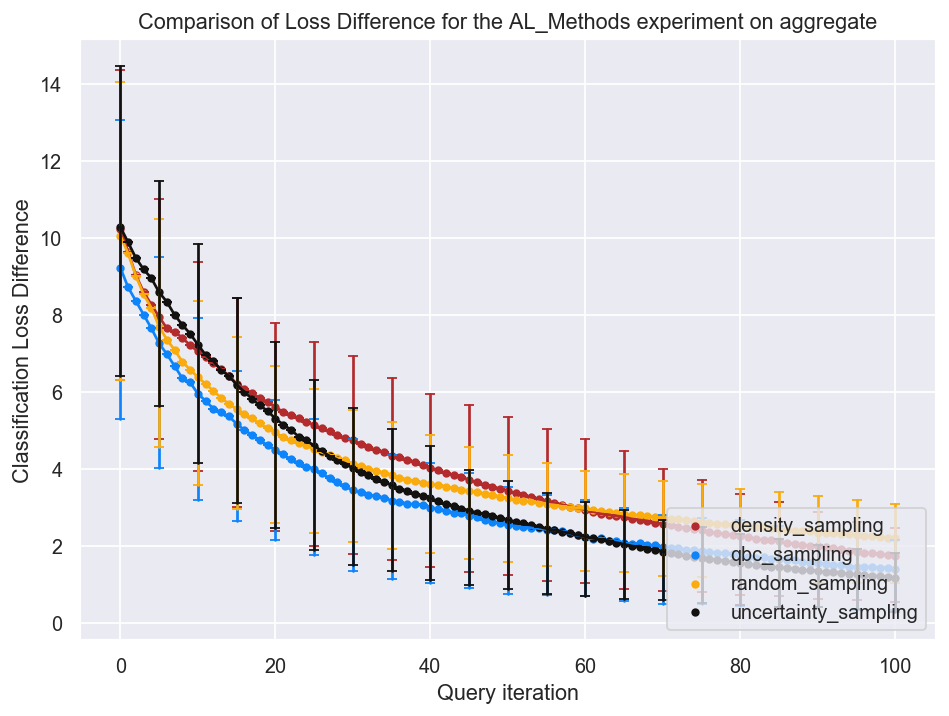 Comparison of Loss Difference for the AL_Methods experiment on aggregate
Classification Loss Difference
14
12
10
8
6
4
2
0
density_sampling
qbc_sampling
random_sampling
uncertainty_sampling
0
20
40
60
80
100
Query iteration